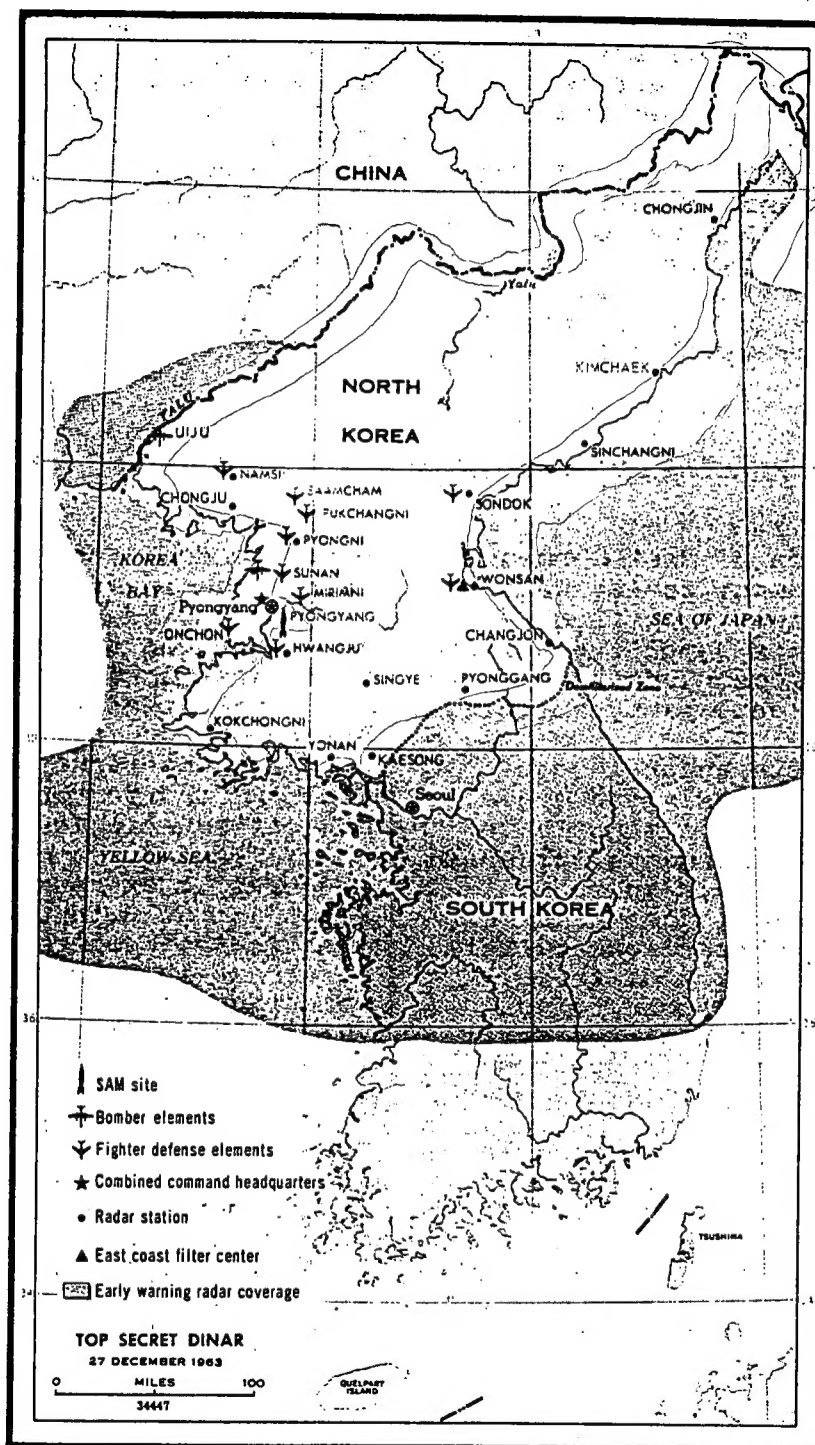 CHINA
CHONGJIN
Yalu
KIMCHAEK
NORTH
KOREA
YALU
UIJU
SINCHANGNI
NAMSI
SAAMCHAM
CHONGJU
SONDOK
PUKCHANGNI
PYONGNI
KOREA
BAY
SUNAN
WONSAN
MIRIMNI
Pyongyang
PYONGYANG
SEA OF JAPAN
ONCHON
CHANGJON
HWANGJU
SINGYE
PYONGGANG
Demilitarized Zone
KOKCHONGNI
YONAN
KAESONG
Seoul
YELLOW SEA
SOUTH KOREA
36
SAM site
Bomber elements
Fighter defense elements
Combined command headquarters
Radar station
East coast filter center
TSUSHIMA
Early warning radar coverage
TOP SECRET DINAR
27 DECEMBER 1963
0 MILES 100
34447
QUELPART
ISLAND